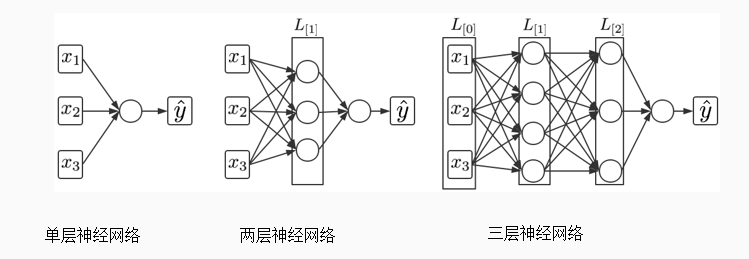 L[1]
L[0] L[1] L[2]
x1
x2 ŷ
x3
x1
x2 ŷ
x3
x1
x2 ŷ
x3
单层神经网络
两层神经网络
三层神经网络